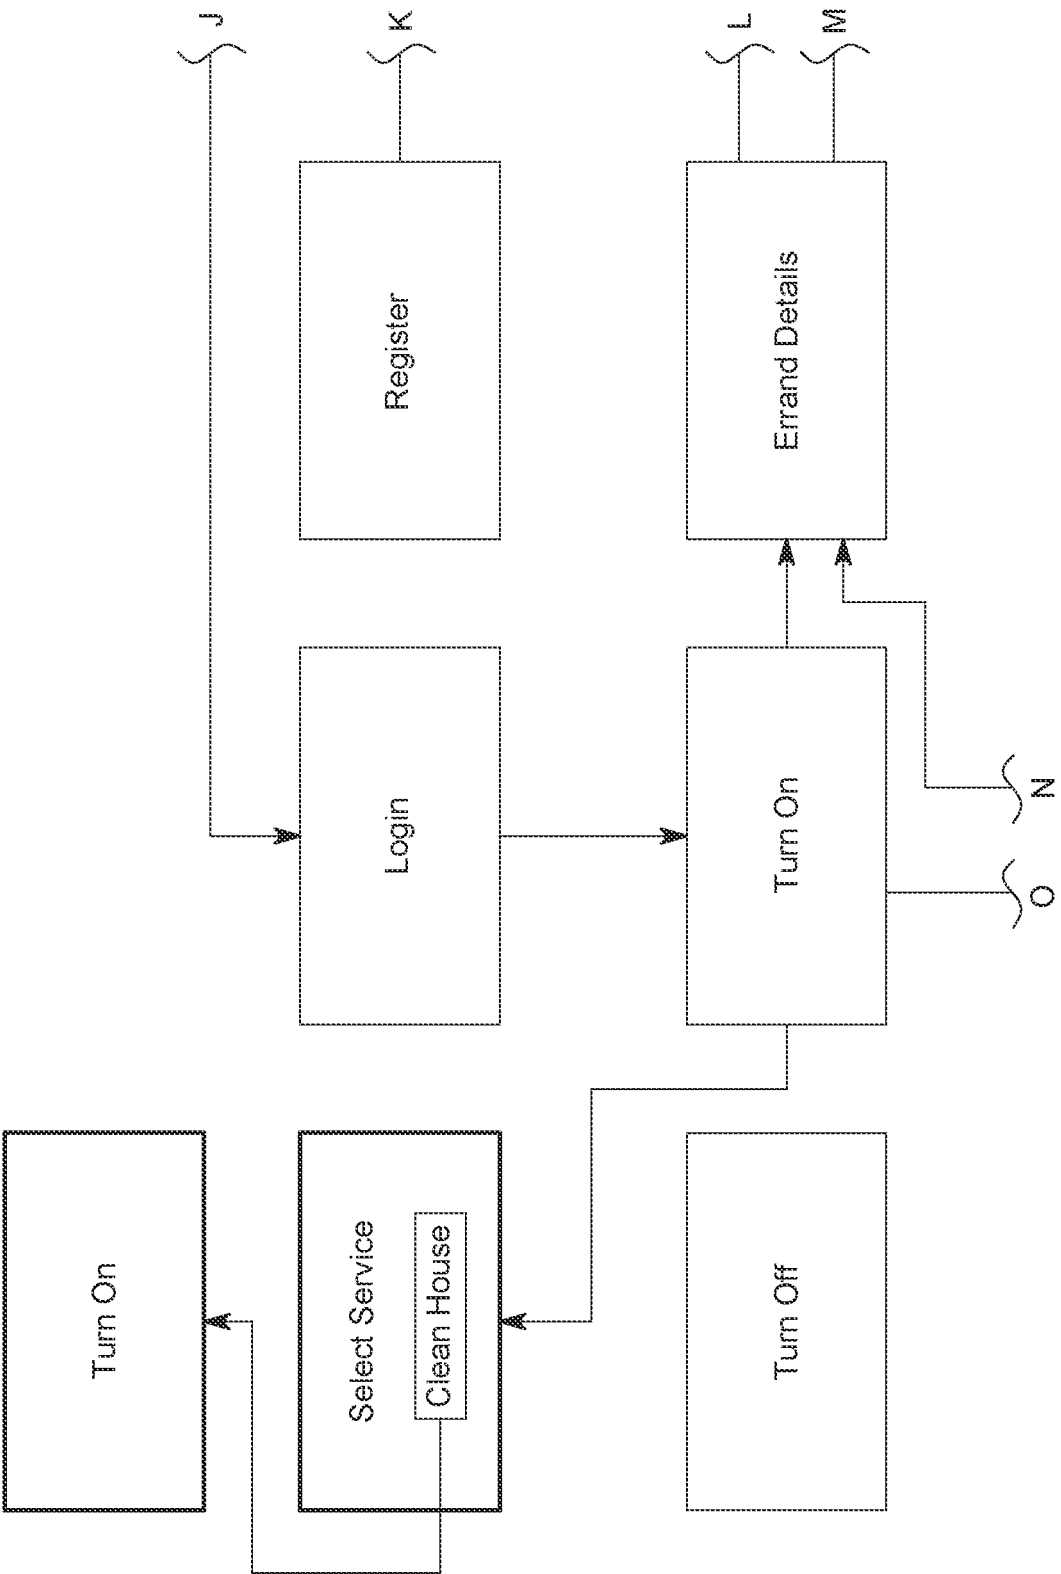 J
K
L
M
Register
Errand Details
Login
Turn On
N
O
Turn On
Select Service
Clean House
Turn Off